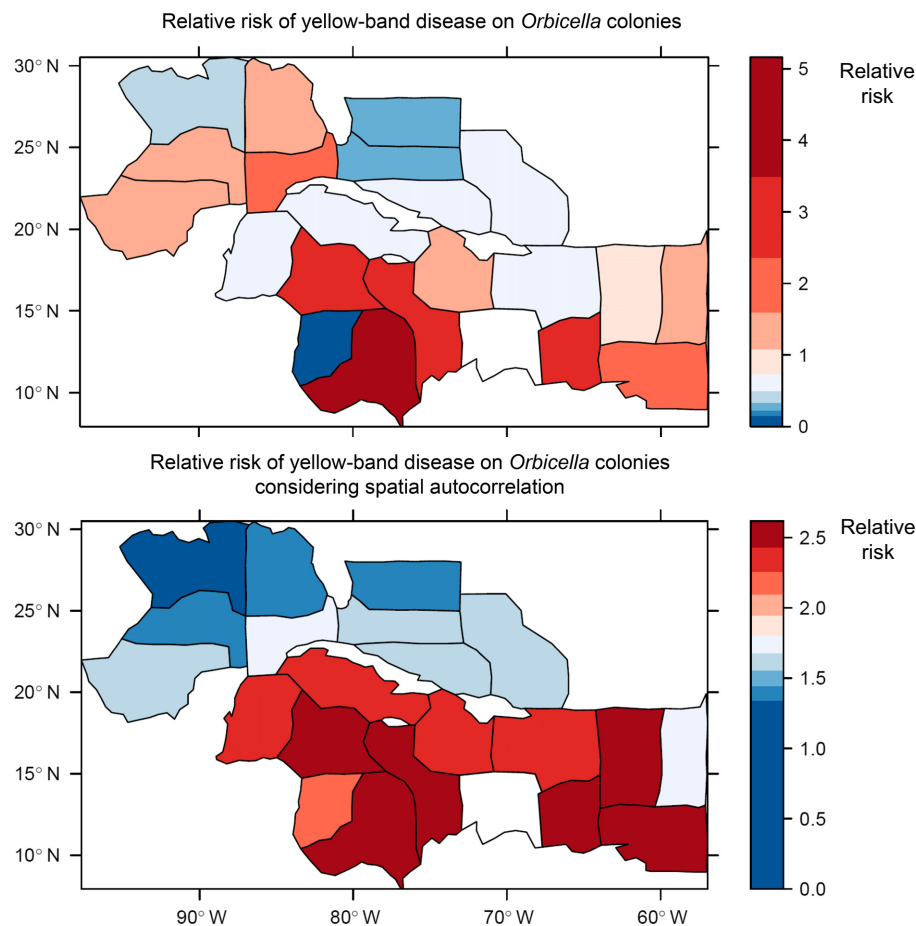 Relative risk of yellow-band disease on Orbicella colonies
30° N
25° N
20° N
15° N
10° N
5
4
3
2
1
0
Relative
risk
Relative risk of yellow-band disease on Orbicella colonies
considering spatial autocorrelation
30° N
25° N
20° N
15° N
10° N
90° W
80° W
70° W
60° W
2.5
2.0
1.5
1.0
0.5
0.0
Relative
risk